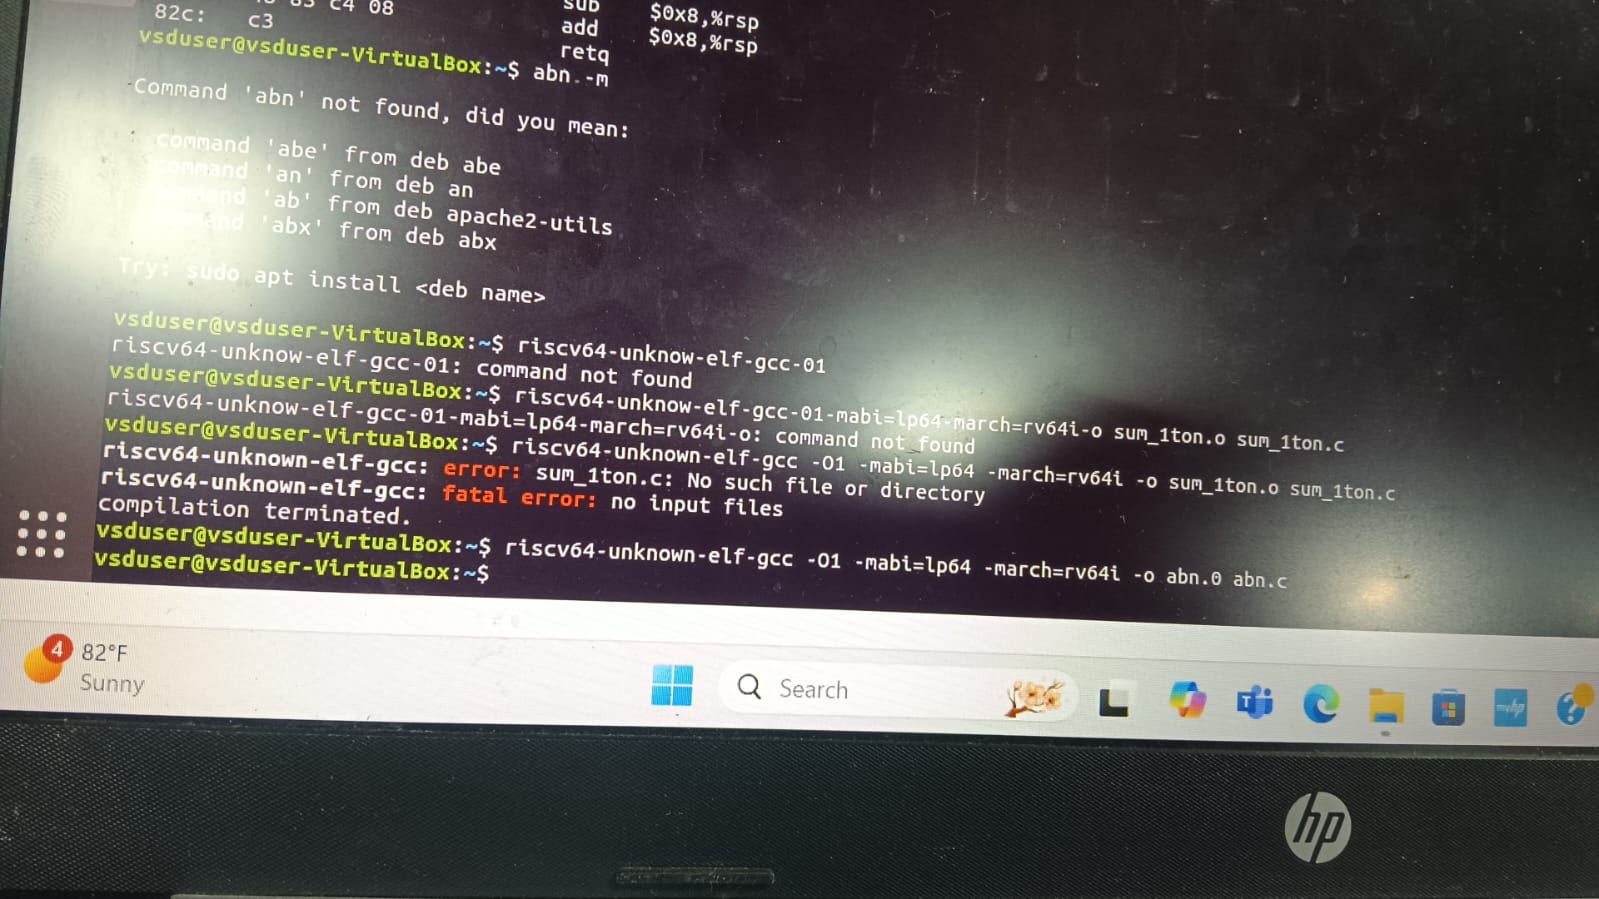 83 c4 08 sub $0x8,%rsp
82c: c3 add $0x8,%rsp
retq
vsduser@vsduser-VirtualBox:~$ abn -m
Command 'abn' not found, did you mean:
command 'abe' from deb abe
command 'an' from deb an
command 'ab' from deb apache2-utils
command 'abx' from deb abx
Try: sudo apt install <deb name>
vsduser@vsduser-VirtualBox:~$ riscv64-unknow-elf-gcc-01
riscv64-unknow-elf-gcc-01: command not found
vsduser@vsduser-VirtualBox:~$ riscv64-unknow-elf-gcc-01-mabi=lp64-march=rv64i-o sum_1ton.o sum_1ton.c
riscv64-unknow-elf-gcc-01-mabi=lp64-march=rv64i-o: command not found
vsduser@vsduser-VirtualBox:~$ riscv64-unknown-elf-gcc -O1 -mabi=lp64 -march=rv64i -o sum_1ton.o sum_1ton.c
riscv64-unknown-elf-gcc: error: sum_1ton.c: No such file or directory
riscv64-unknown-elf-gcc: fatal error: no input files
compilation terminated.
vsduser@vsduser-VirtualBox:~$ riscv64-unknown-elf-gcc -O1 -mabi=lp64 -march=rv64i -o abn.0 abn.c
vsduser@vsduser-VirtualBox:~$
4
82°F
Sunny
Search
T
myhp
?
hp